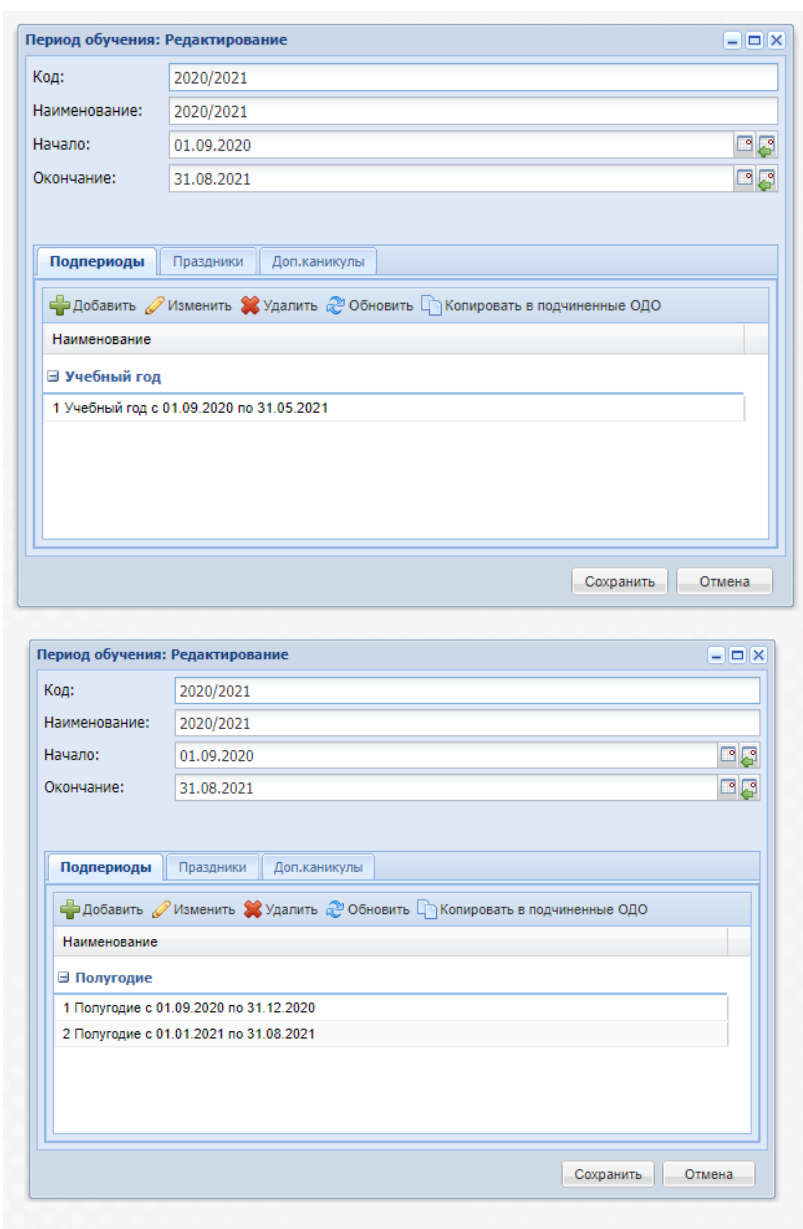 Период обучения: Редактирование
Код: 2020/2021
Наименование: 2020/2021
Начало: 01.09.2020
Окончание: 31.08.2021
Подпериоды Праздники Доп.каникулы
Добавить Изменить Удалить Обновить Копировать в подчиненные ОДО
Наименование
Учебный год
1 Учебный год с 01.09.2020 по 31.05.2021
Сохранить Отмена
Период обучения: Редактирование
Код: 2020/2021
Наименование: 2020/2021
Начало: 01.09.2020
Окончание: 31.08.2021
Подпериоды Праздники Доп.каникулы
Добавить Изменить Удалить Обновить Копировать в подчиненные ОДО
Наименование
Полугодие
1 Полугодие с 01.09.2020 по 31.12.2020
2 Полугодие с 01.01.2021 по 31.08.2021
Сохранить Отмена